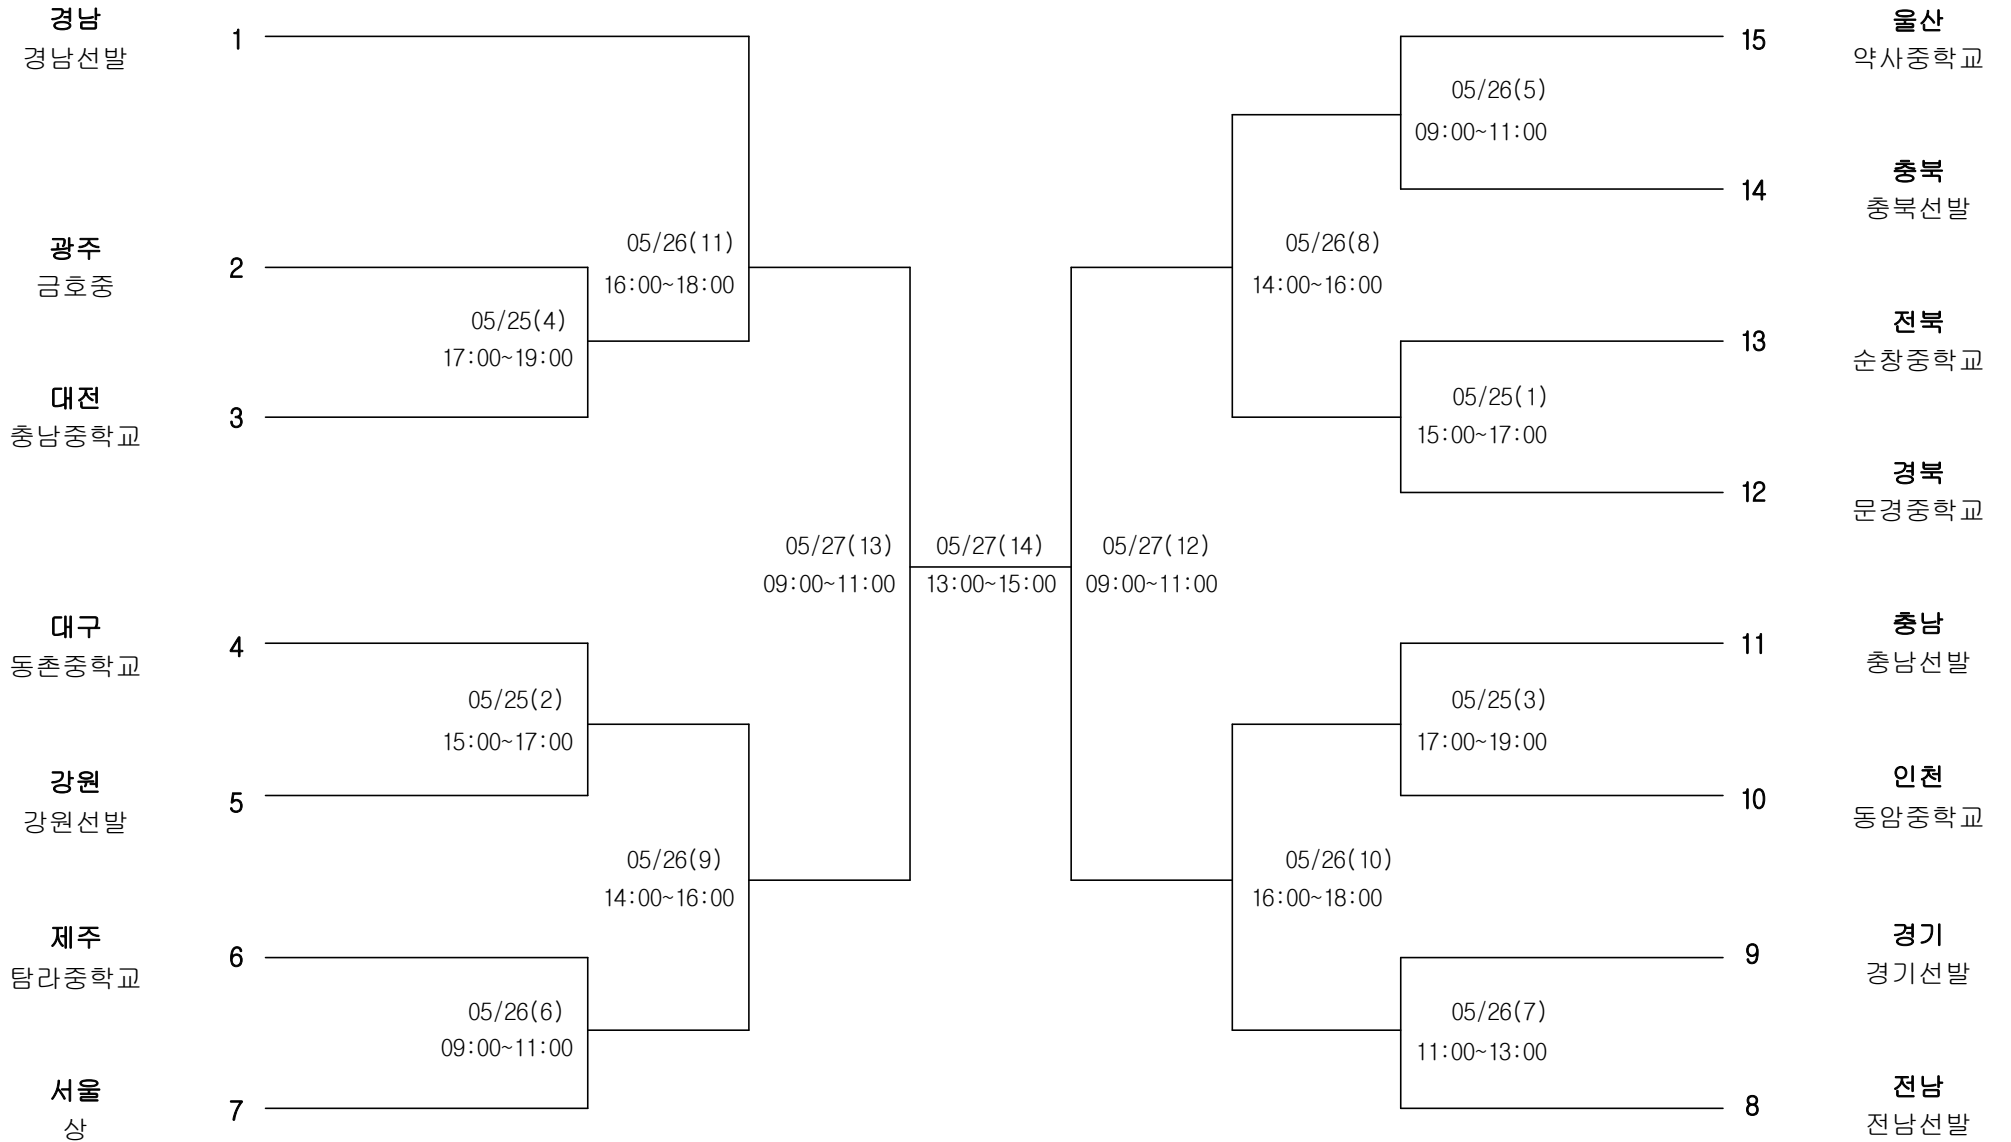 경남
경남선발
1
광주
금호중
2
05/26(11)
16:00~18:00
05/25(4)
17:00~19:00
대전
충남중학교
3
대구
동촌중학교
4
05/25(2)
15:00~17:00
강원
강원선발
5
05/26(9)
14:00~16:00
제주
탐라중학교
6
05/26(6)
09:00~11:00
서울
상
7
05/27(13)
09:00~11:00
05/27(14)
13:00~15:00
05/27(12)
09:00~11:00
15
울산
약사중학교
05/26(5)
09:00~11:00
14
충북
충북선발
05/26(8)
14:00~16:00
13
전북
순창중학교
05/25(1)
15:00~17:00
12
경북
문경중학교
11
충남
충남선발
05/25(3)
17:00~19:00
10
인천
동암중학교
05/26(10)
16:00~18:00
9
경기
경기선발
05/26(7)
11:00~13:00
8
전남
전남선발